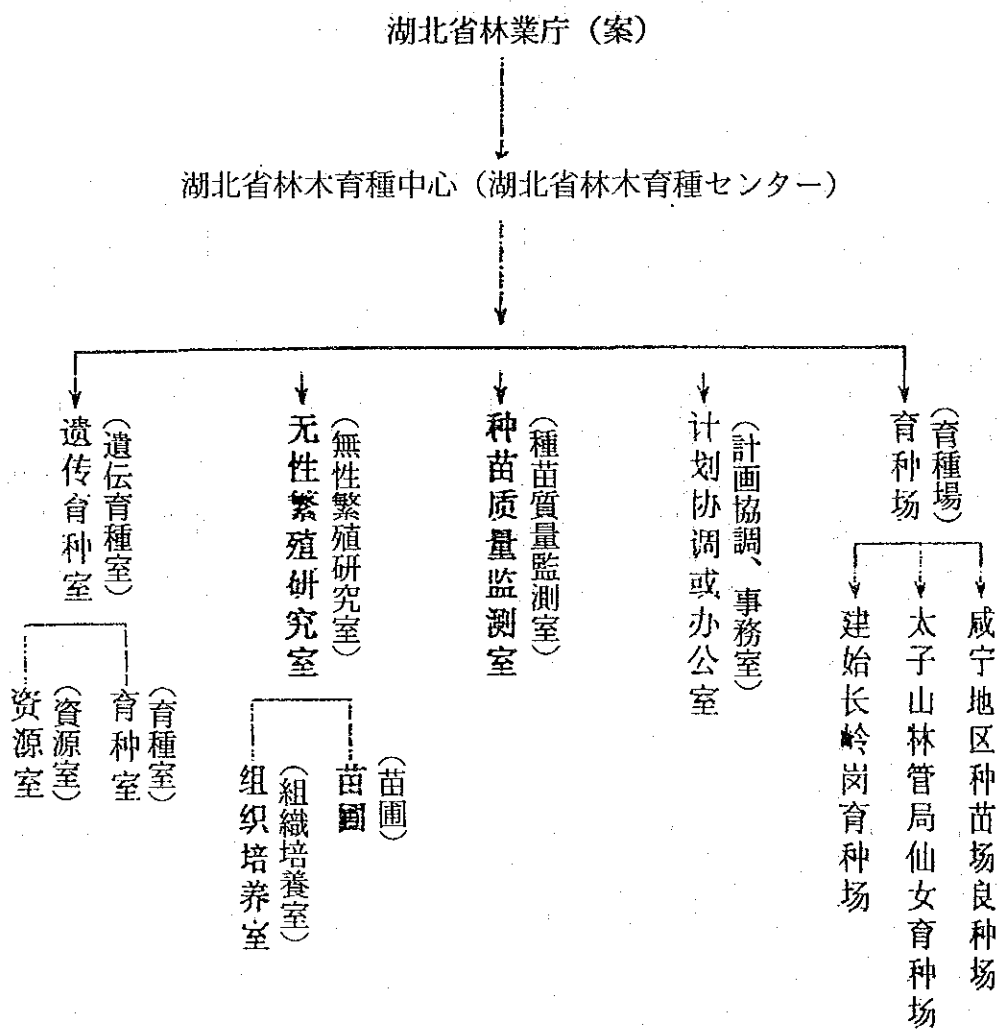 湖北省林業庁（案）
湖北省林木育種中心（湖北省林木育種センター）
遗传育种室
（遺伝育種室）
无性繁殖研究室
（無性繁殖研究室）
种苗质量监测室
（種苗質量監測室）
计划协调或办公室
（計画協調、事務室）
育种场
（育種場）
资源室
（資源室）
育种室
（育種室）
组织培养室
（組織培養室）
苗圃
（苗圃）
建始长岭岗育种场
太子山林管局仙女育种场
咸宁地区种苗场良种场